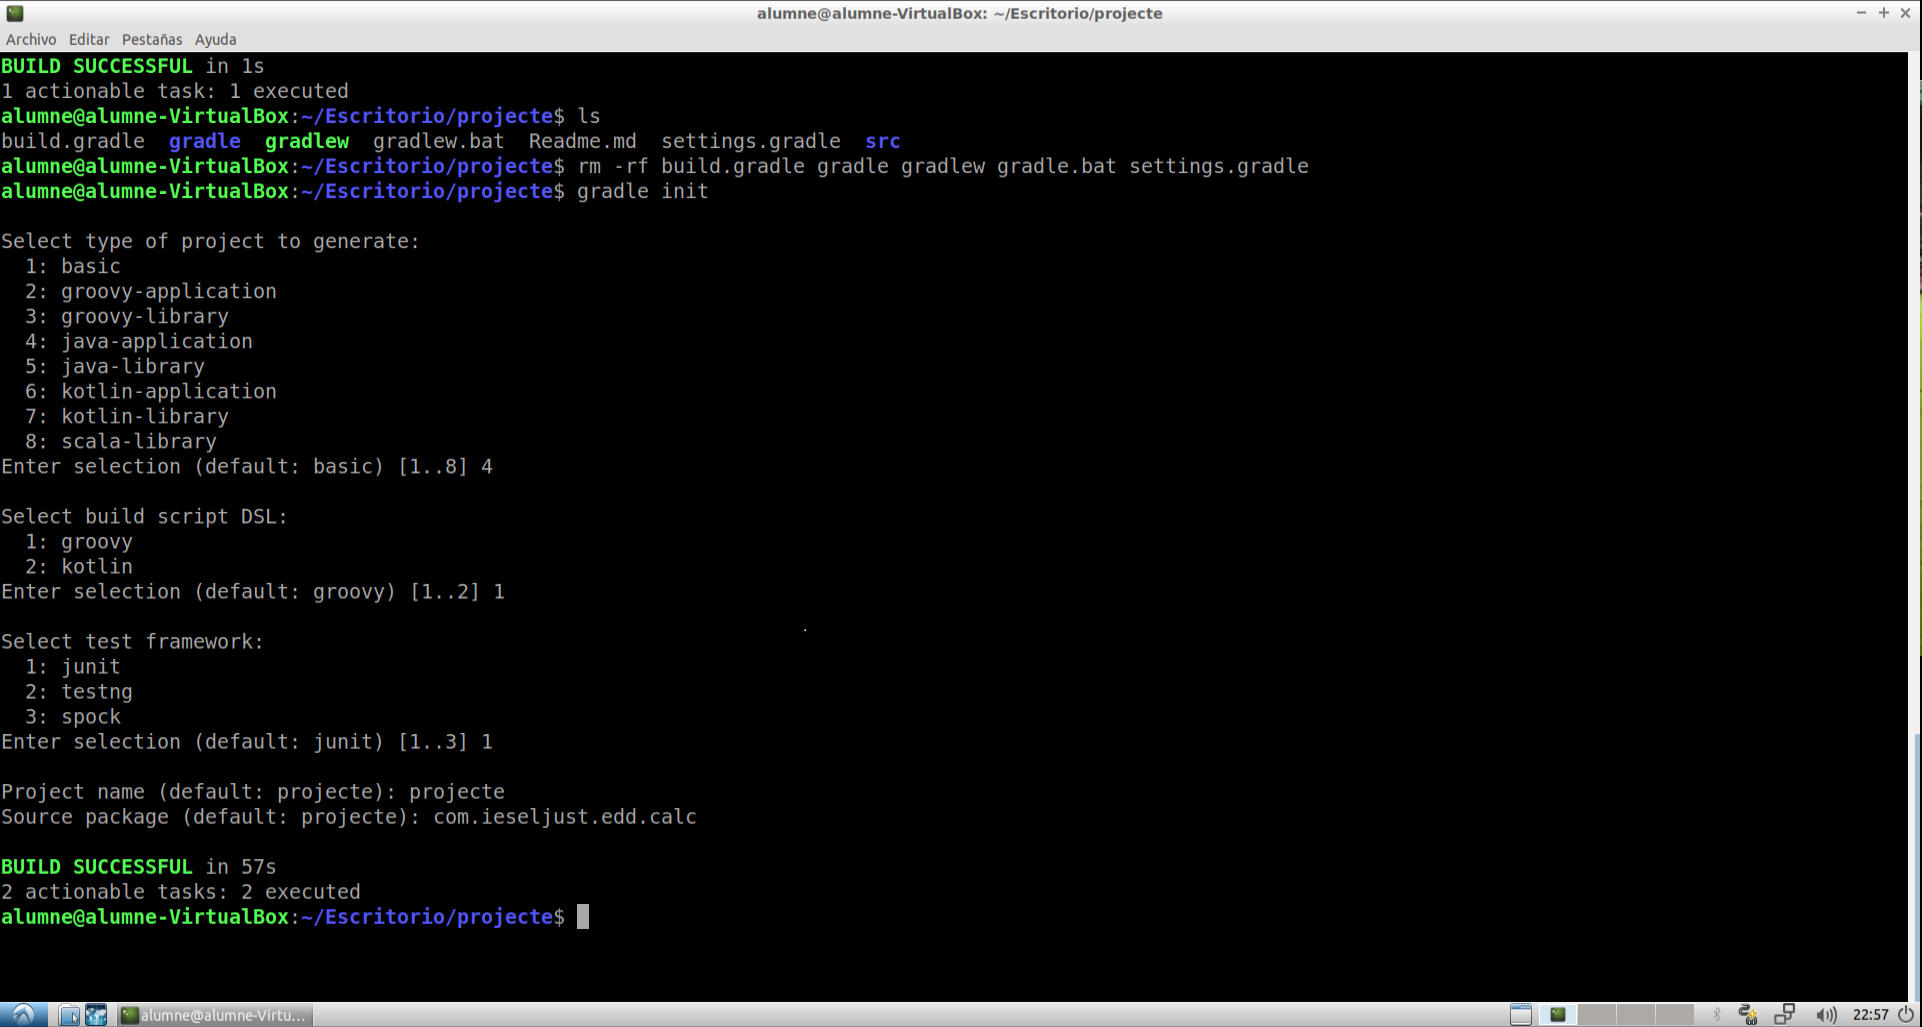 alumne@alumne-VirtualBox: ~/Escritorio/projecte
Archivo Editar Pestañas Ayuda
BUILD SUCCESSFUL in 1s
1 actionable task: 1 executed
alumne@alumne-VirtualBox:~/Escritorio/projecte$ ls
build.gradle gradle gradlew gradlew.bat Readme.md settings.gradle src
alumne@alumne-VirtualBox:~/Escritorio/projecte$ rm -rf build.gradle gradle gradlew gradle.bat settings.gradle
alumne@alumne-VirtualBox:~/Escritorio/projecte$ gradle init
Select type of project to generate:
1: basic
2: groovy-application
3: groovy-library
4: java-application
5: java-library
6: kotlin-application
7: kotlin-library
8: scala-library
Enter selection (default: basic) [1..8] 4
Select build script DSL:
1: groovy
2: kotlin
Enter selection (default: groovy) [1..2] 1
Select test framework:
1: junit
2: testng
3: spock
Enter selection (default: junit) [1..3] 1
Project name (default: projecte): projecte
Source package (default: projecte): com.ieseljust.edd.calc
BUILD SUCCESSFUL in 57s
2 actionable tasks: 2 executed
alumne@alumne-VirtualBox:~/Escritorio/projecte$
alumne@alumne-Virtu...
22:57